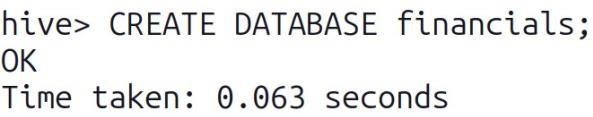 hive> CREATE DATABASE financials;
OK
Time taken: 0.063 seconds